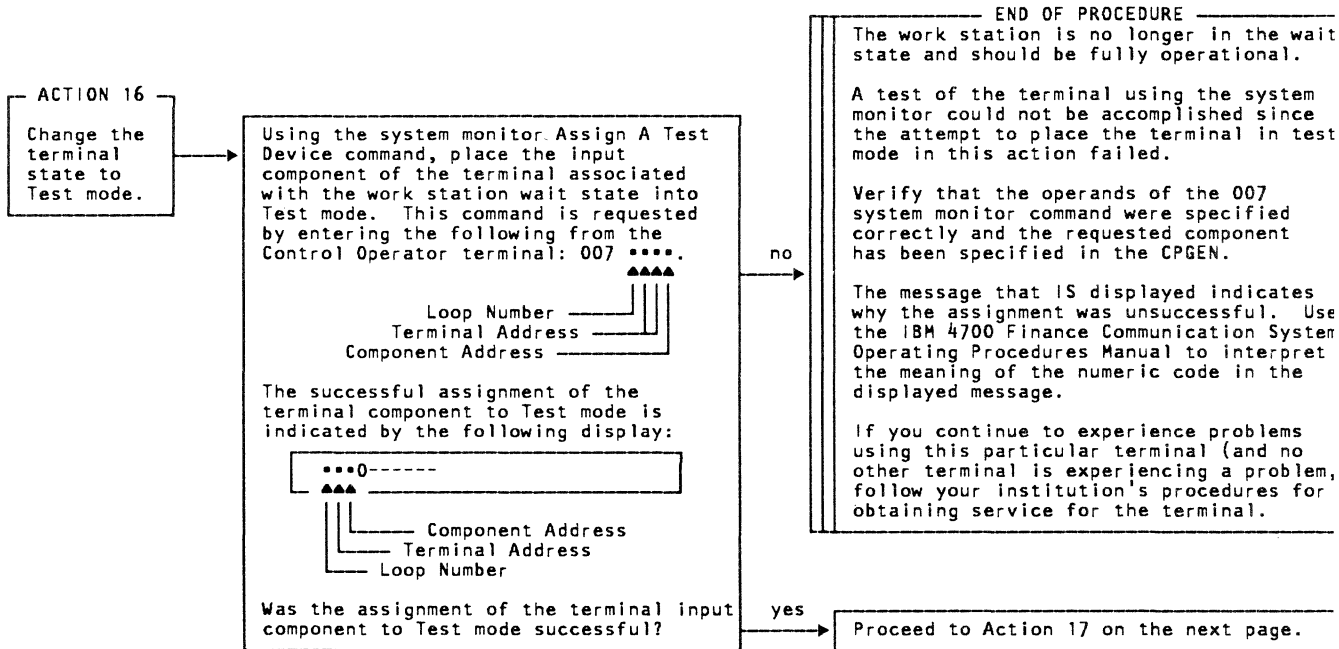 ACTION 16
Change the
terminal
state to
Test mode.
Using the system monitor Assign A Test
Device command, place the input
component of the terminal associated
with the work station wait state into
Test mode. This command is requested
by entering the following from the
Control Operator terminal: 007 ▪▪▪▪.
Loop Number
Terminal Address
Component Address
The successful assignment of the
terminal component to Test mode is
indicated by the following display:
▪▪▪0------
Component Address
Terminal Address
Loop Number
Was the assignment of the terminal input
component to Test mode successful?
no
END OF PROCEDURE
The work station is no longer in the wait
state and should be fully operational.
A test of the terminal using the system
monitor could not be accomplished since
the attempt to place the terminal in test
mode in this action failed.
Verify that the operands of the 007
system monitor command were specified
correctly and the requested component
has been specified in the CPGEN.
The message that IS displayed indicates
why the assignment was unsuccessful. Use
the IBM 4700 Finance Communication System
Operating Procedures Manual to interpret
the meaning of the numeric code in the
displayed message.
If you continue to experience problems
using this particular terminal (and no
other terminal is experiencing a problem,
follow your institution's procedures for
obtaining service for the terminal.
yes
Proceed to Action 17 on the next page.